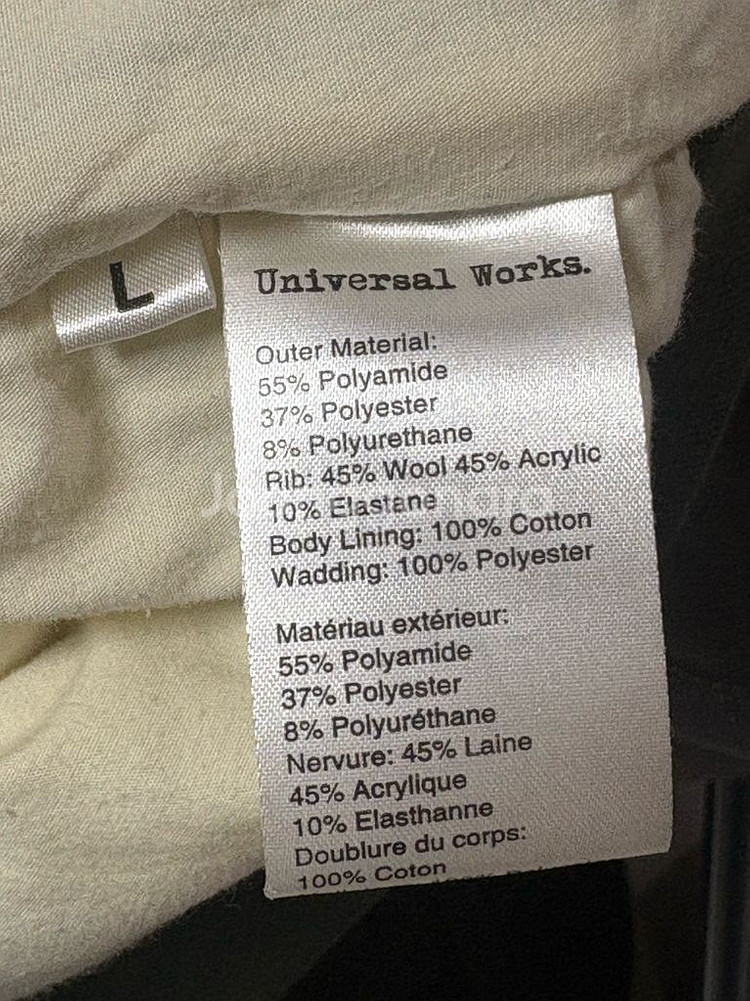 L
Universal Works.
Outer Material:
55% Polyamide
37% Polyester
8% Polyurethane
Rib: 45% Wool 45% Acrylic
10% Elastane
Body Lining: 100% Cotton
Wadding: 100% Polyester
Matériau extérieur:
55% Polyamide
37% Polyester
8% Polyuréthane
Nervure: 45% Laine
45% Acrylique
10% Elasthanne
Doublure du corps:
100% Coton